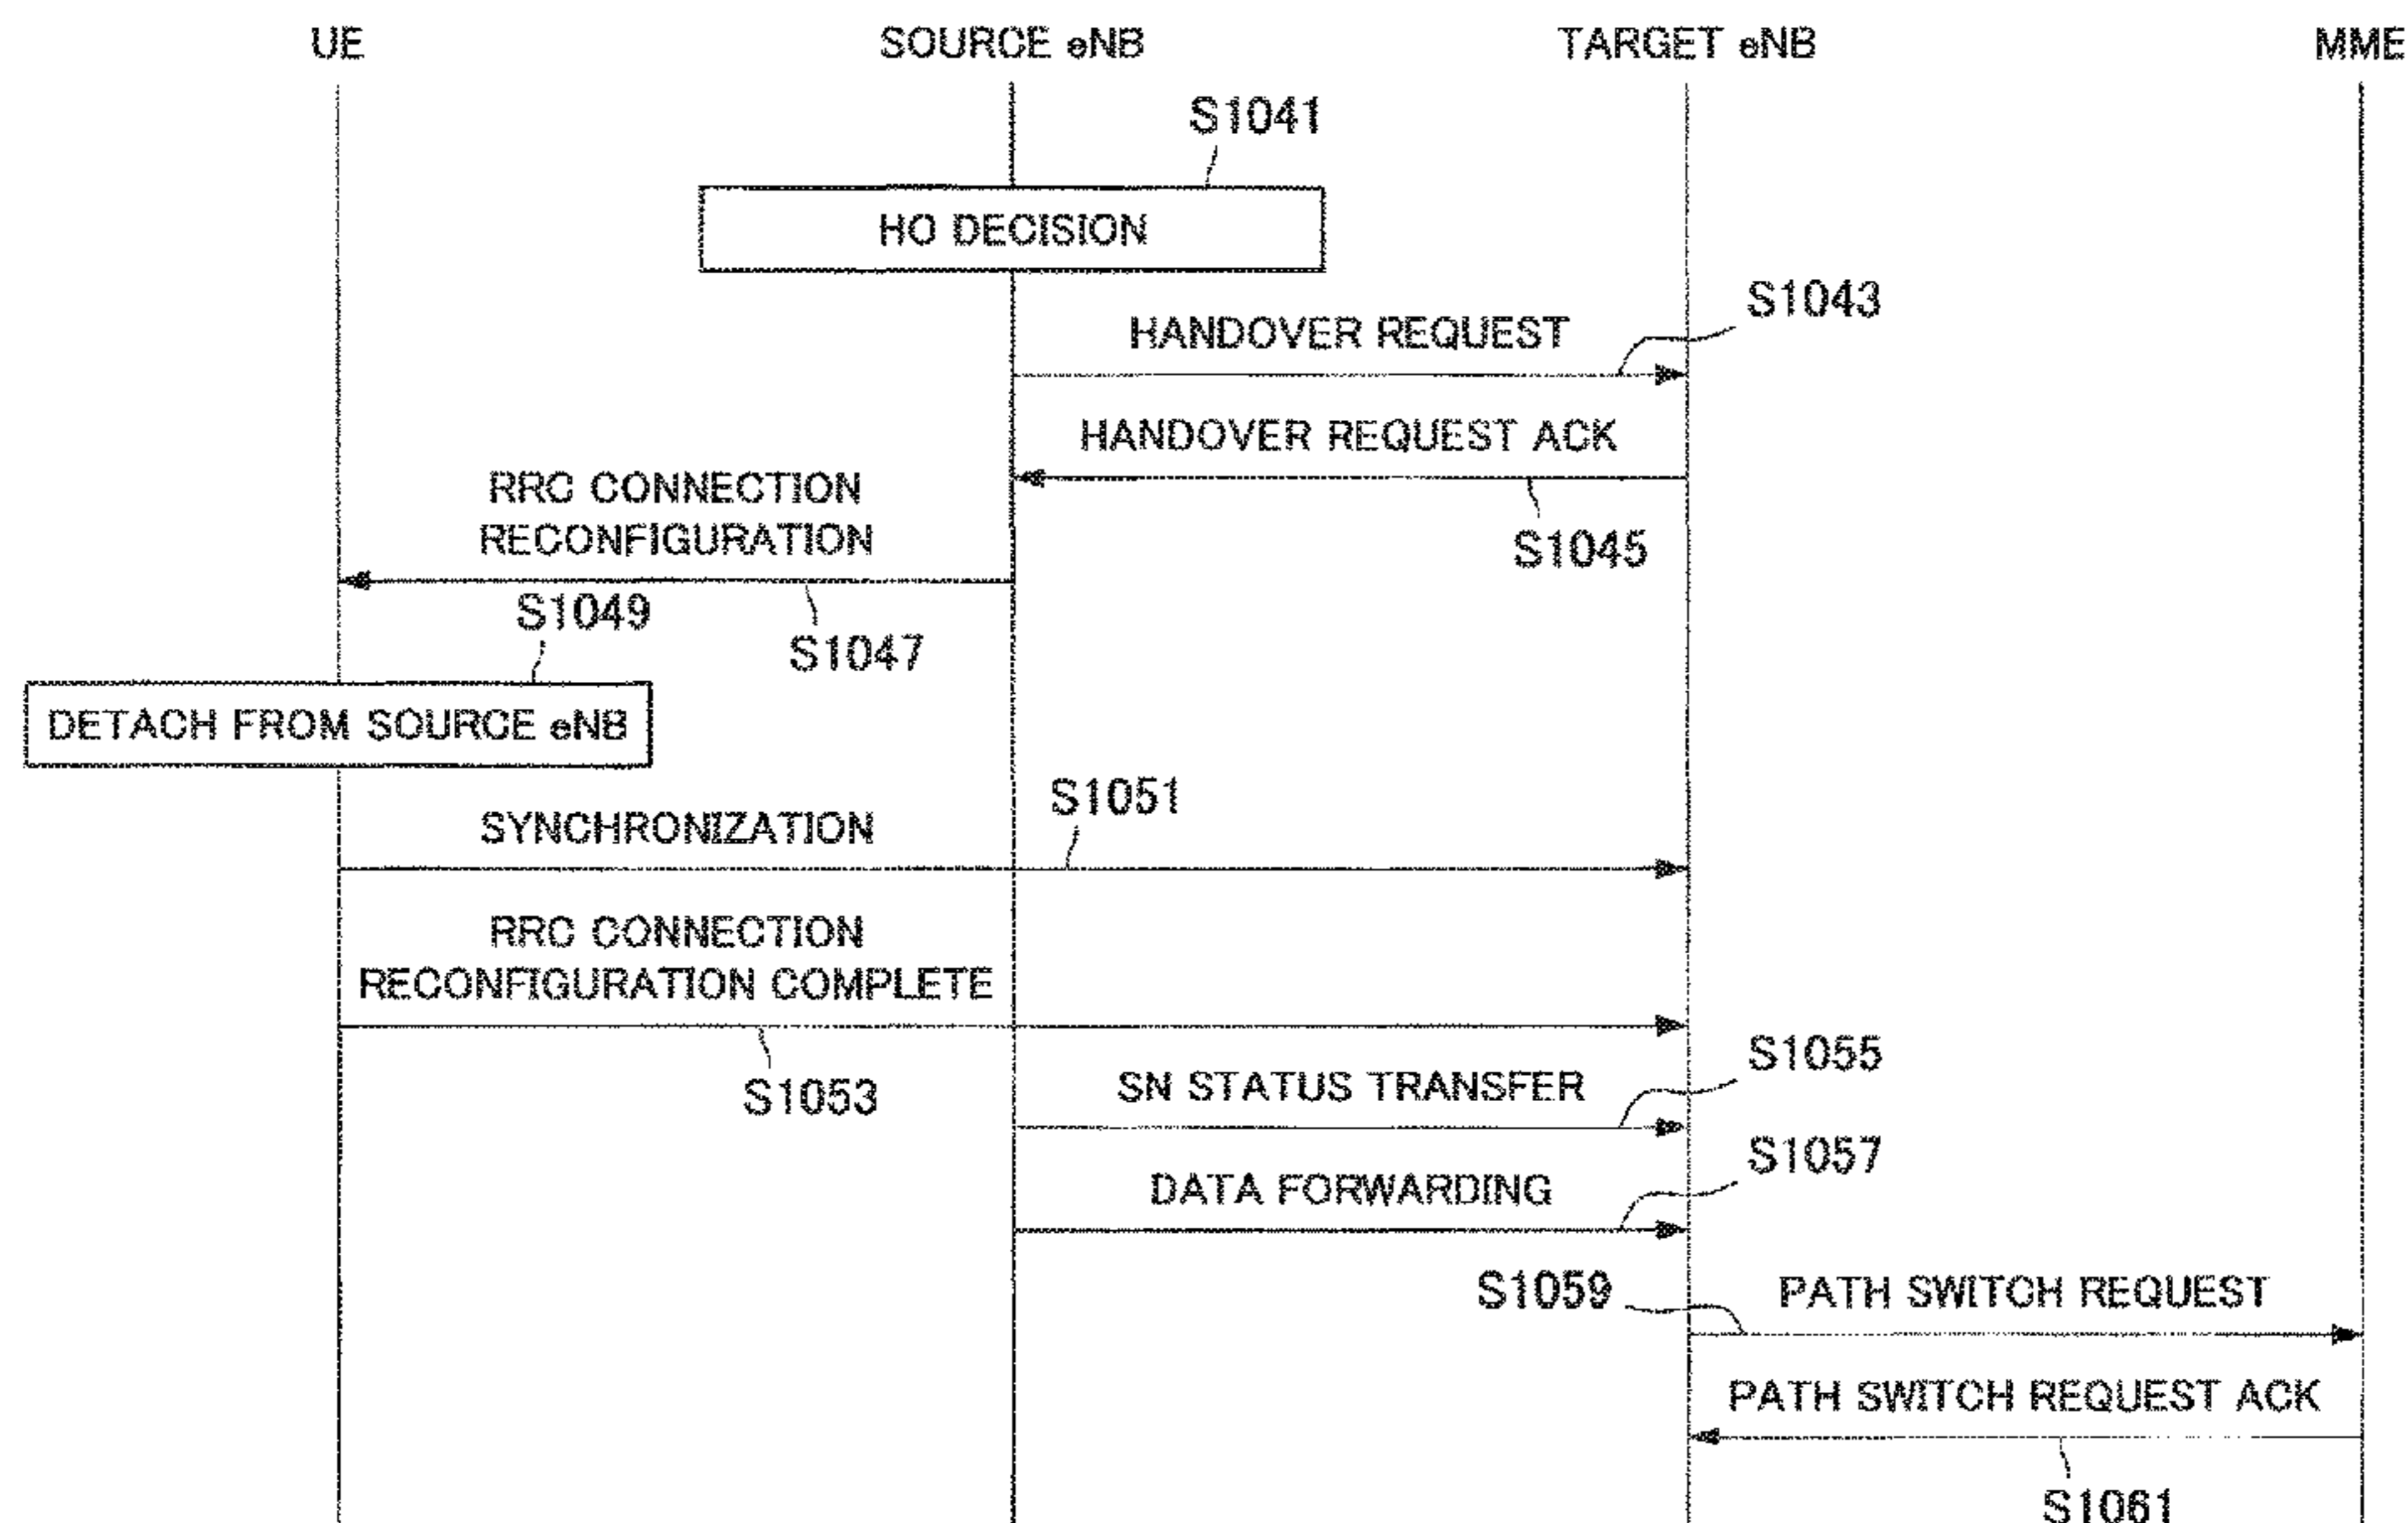 UE
SOURCE eNB
TARGET eNB
MME
S1041
HO DECISION
S1043
HANDOVER REQUEST
HANDOVER REQUEST ACK
S1045
RRC CONNECTION
RECONFIGURATION
S1047
S1049
DETACH FROM SOURCE eNB
S1051
SYNCHRONIZATION
RRC CONNECTION
RECONFIGURATION COMPLETE
S1053
S1055
SN STATUS TRANSFER
S1057
DATA FORWARDING
S1059
PATH SWITCH REQUEST
PATH SWITCH REQUEST ACK
S1061